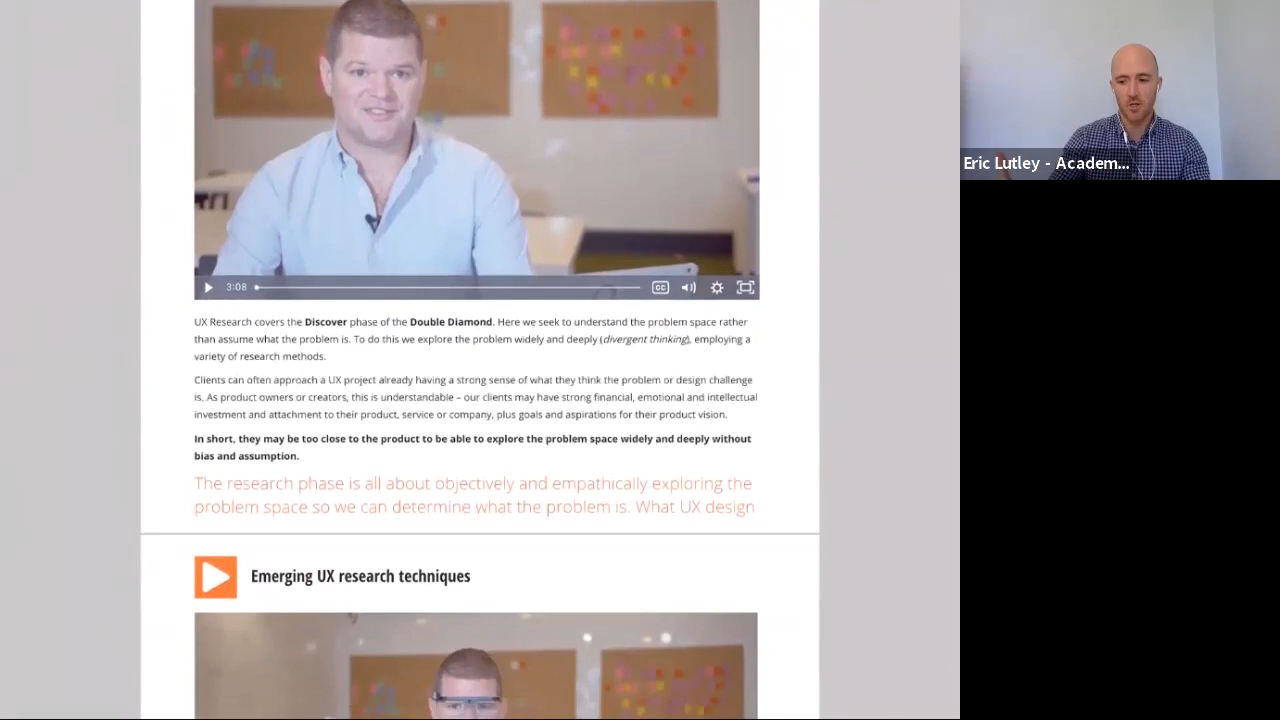 3:08
CC
UX Research covers the Discover phase of the Double Diamond. Here we seek to understand the problem space rather
than assume what the problem is. To do this we explore the problem widely and deeply (divergent thinking), employing a
variety of research methods.
Clients can often approach a UX project already having a strong sense of what they think the problem or design challenge
is. As product owners or creators, this is understandable – our clients may have strong financial, emotional and intellectual
investment and attachment to their product, service or company, plus goals and aspirations for their product vision.
In short, they may be too close to the product to be able to explore the problem space widely and deeply without
bias and assumption.
The research phase is all about objectively and empathically exploring the
problem space so we can determine what the problem is. What UX design
Emerging UX research techniques
Eric Lutley - Academ...